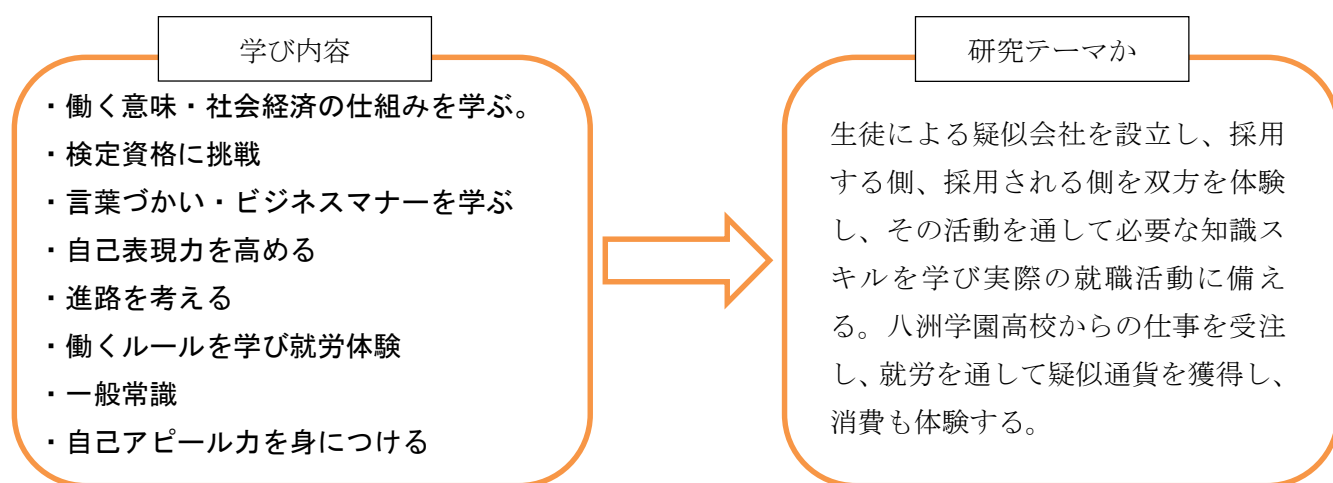 学び内容
・働く意味・社会経済の仕組みを学ぶ。
・検定資格に挑戦
・言葉づかい・ビジネスマナーを学ぶ
・自己表現力を高める
・進路を考える
・働くルールを学び就労体験
・一般常識
・自己アピール力を身につける
研究テーマか
生徒による疑似会社を設立し、採用
する側、採用される側を双方を体験
し、その活動を通して必要な知識ス
キルを学び実際の就職活動に備え
る。八洲学園高校からの仕事を受注
し、就労を通して疑似通貨を獲得し、
消費も体験する。